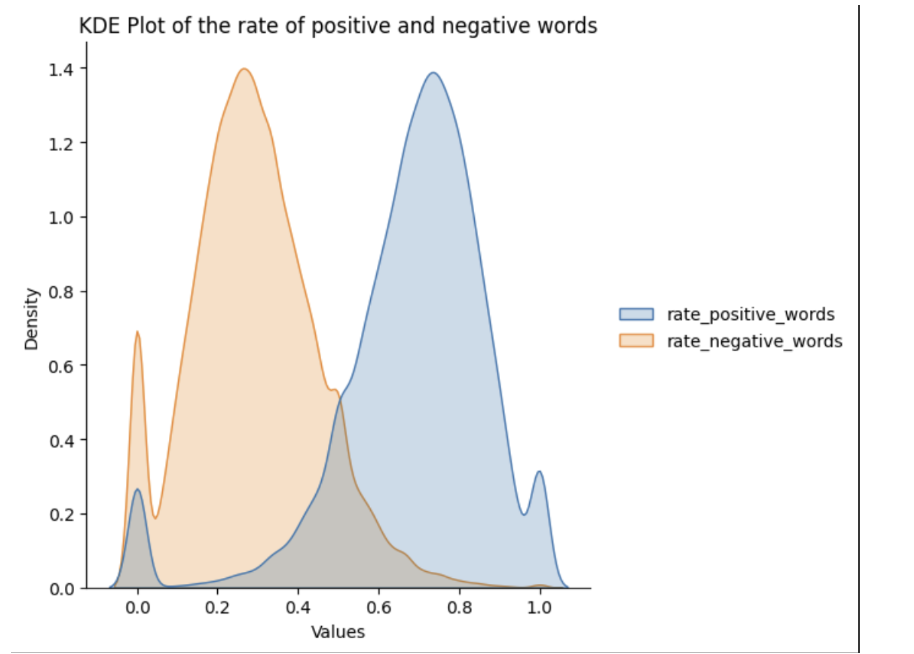 KDE Plot of the rate of positive and negative words
1.4
1.2
1.0
0.8
0.6
0.4
0.2
0.0
Density
0.0 0.2 0.4 0.6 0.8 1.0
Values
rate_positive_words
rate_negative_words